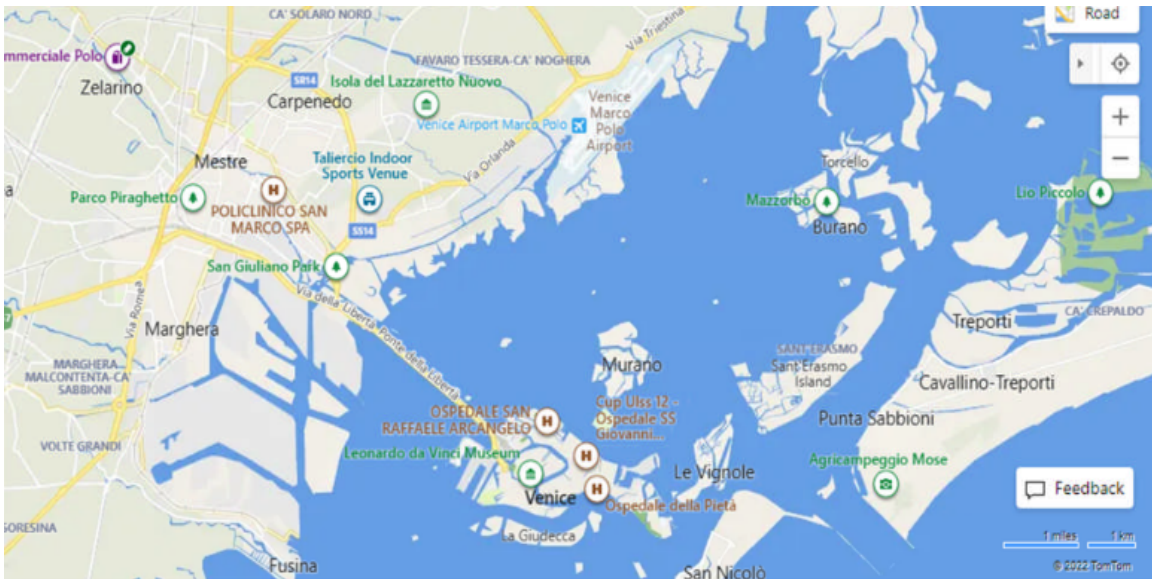 CA' SOLARO NORD
Road
Via Triestina
mmerciale Polo
FAVARO TESSERA-CA' NOGHERA
Zelarino
SR14
Isola del Lazzaretto Nuovo
Carpenedo
Venice
Marco
Polo
Airport
Venice Airport Marco Polo
Mestre
Taliercio Indoor
Sports Venue
Via Orlanda
Torcello
Parco Piraghetto
H
POLICLINICO SAN
MARCO SPA
Mazzorbo
Lio Piccolo
Burano
SS14
San Giuliano Park
Via Romea
Via della Libertà
Ponte della Libertà
Marghera
Treporti
CA' CREPALDO
MARGHERA
MALCONTENTA-CA'
SABBIONI
Murano
SANT'ERASMO
Sant Erasmo
Island
Cavallino-Treporti
OSPEDALE SAN
RAFFAELE ARCANGELO
H
Cup Ulss 12 -
Ospedale SS
Giovanni...
Punta Sabbioni
VOLTE GRANDI
Leonardo da Vinci Museum
H
Le Vignole
Agricampeggio Mose
Venice
H
Ospedale della Pietà
Feedback
SORESINA
La Giudecca
1 miles
1 km
Fusina
San Nicolò
© 2022 TomTom